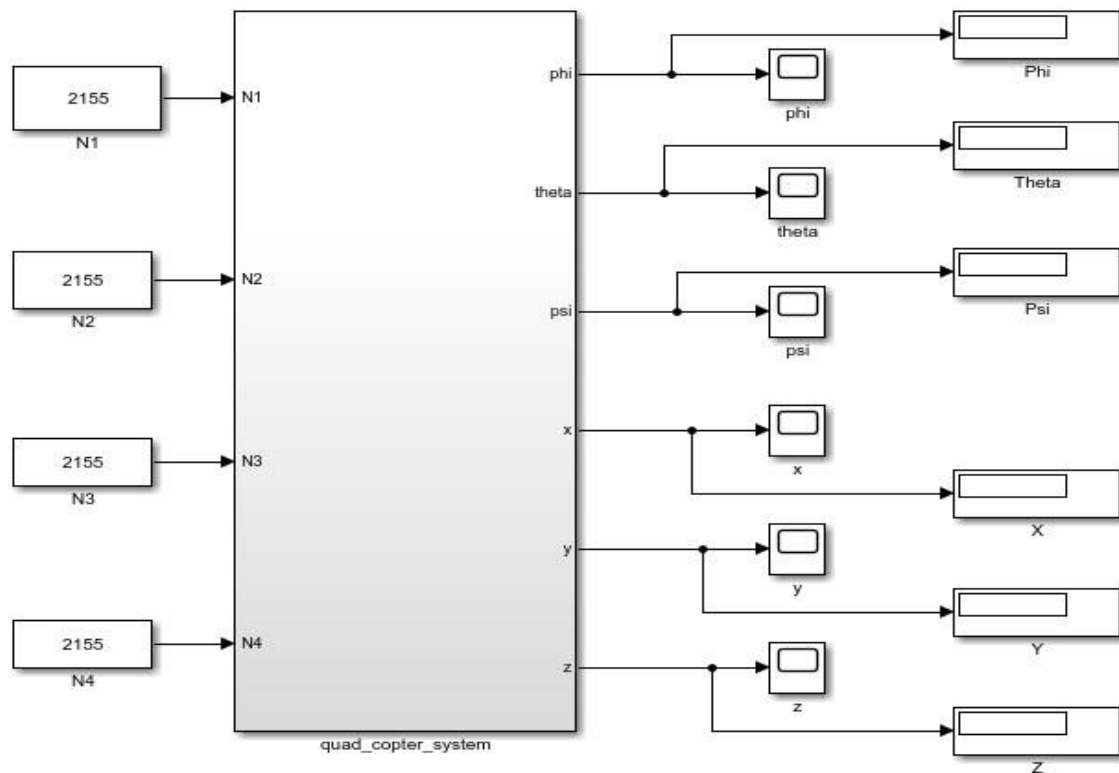 2155
N1
2155
N2
2155
N3
2155
N4
N1
N2
N3
N4
phi
theta
psi
x
y
z
quad_copter_system
phi
theta
psi
x
y
z
Phi
Theta
Psi
X
Y
Z